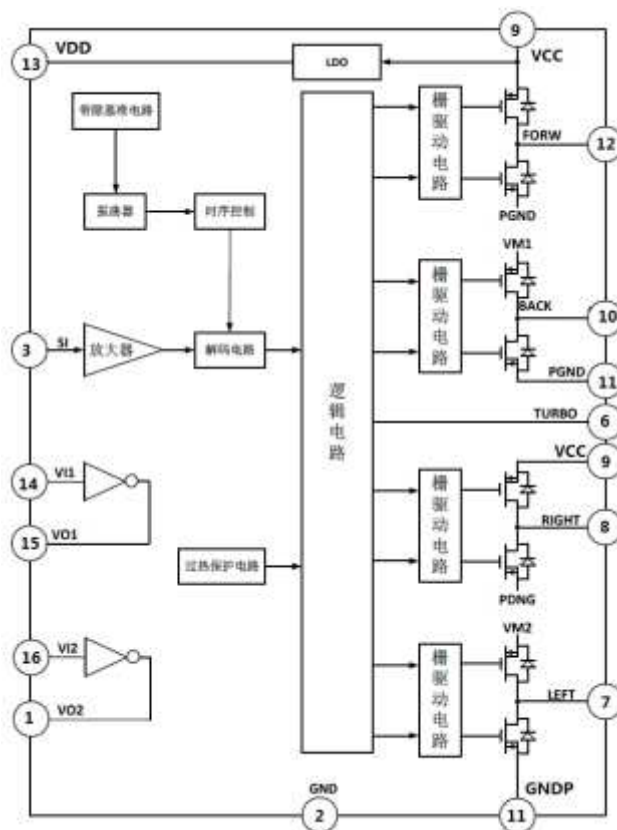 9
VDD
VCC
13
LDO
带隙基准电路
栅驱动电路
FORW
12
振荡器
时序控制
PGND
VM1
BACK
10
3
SI
放大器
解码电路
栅驱动电路
PGND
11
逻辑电路
TURBO
6
VCC
9
14
VI1
栅驱动电路
RIGHT
8
15
VO1
过热保护电路
PDNG
VM2
16
VI2
栅驱动电路
LEFT
7
1
VO2
GND
2
GNDP
11